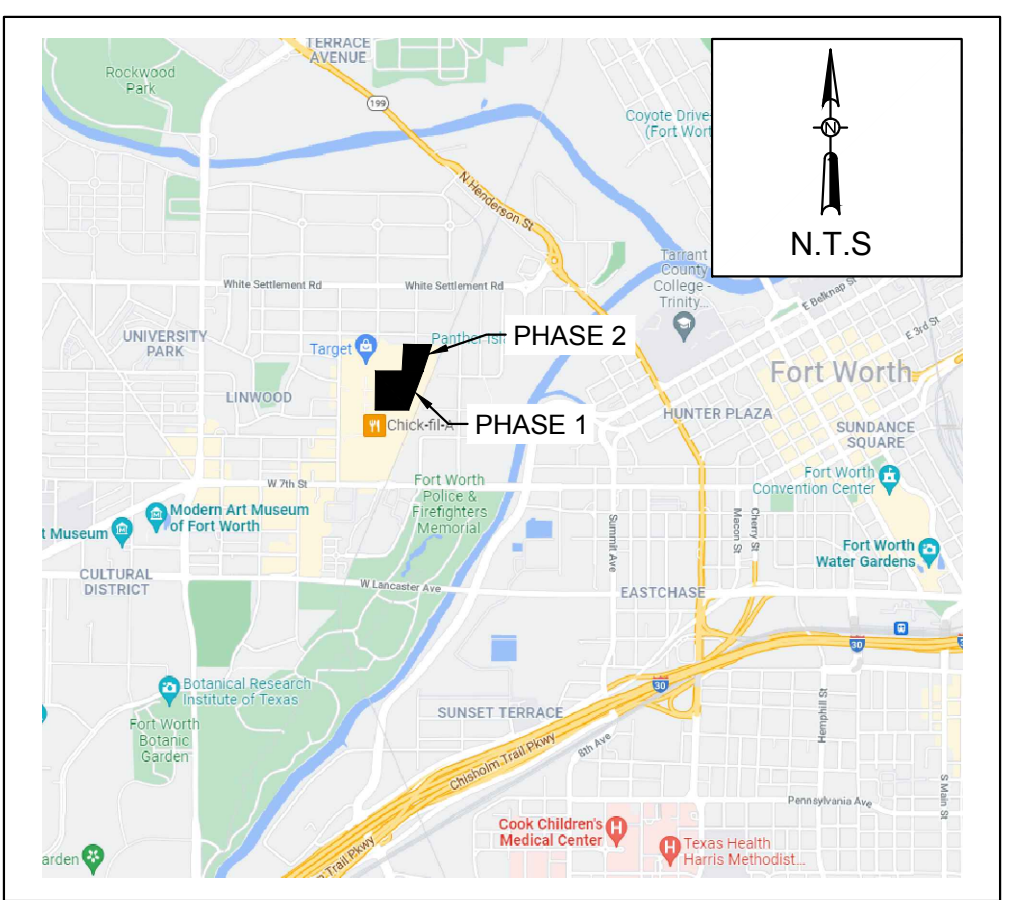 TERRACE
AVENUE
Rockwood
Park
199
Coyote Drive
(Fort Wort
N Henderson St
N
N.T.S
Tarrant
County
College -
Trinity...
E Belknap St
E 3rd St
White Settlement Rd
White Settlement Rd
UNIVERSITY
PARK
Target
Panther Isl
PHASE 2
Fort Worth
LINWOOD
Chick-fil-A
PHASE 1
HUNTER PLAZA
SUNDANCE
SQUARE
W 7th St
Fort Worth
Police &
Firefighters
Memorial
Fort Worth
Convention Center
Modern Art Museum
of Fort Worth
t Museum
Summit Ave
Macon St
Cherry St
Fort Worth
Water Gardens
CULTURAL
DISTRICT
W Lancaster Ave
EASTCHASE
30
30
30
Botanical Research
Institute of Texas
Fort Worth
Botanic
Garden
SUNSET TERRACE
Hemphill St
8th Ave
Chisholm Trail Pkwy
S Main St
Pennsylvania Ave
Cook Children's
Medical Center
H
H
Texas Health
Harris Methodist...
arden
Trail Pkwy